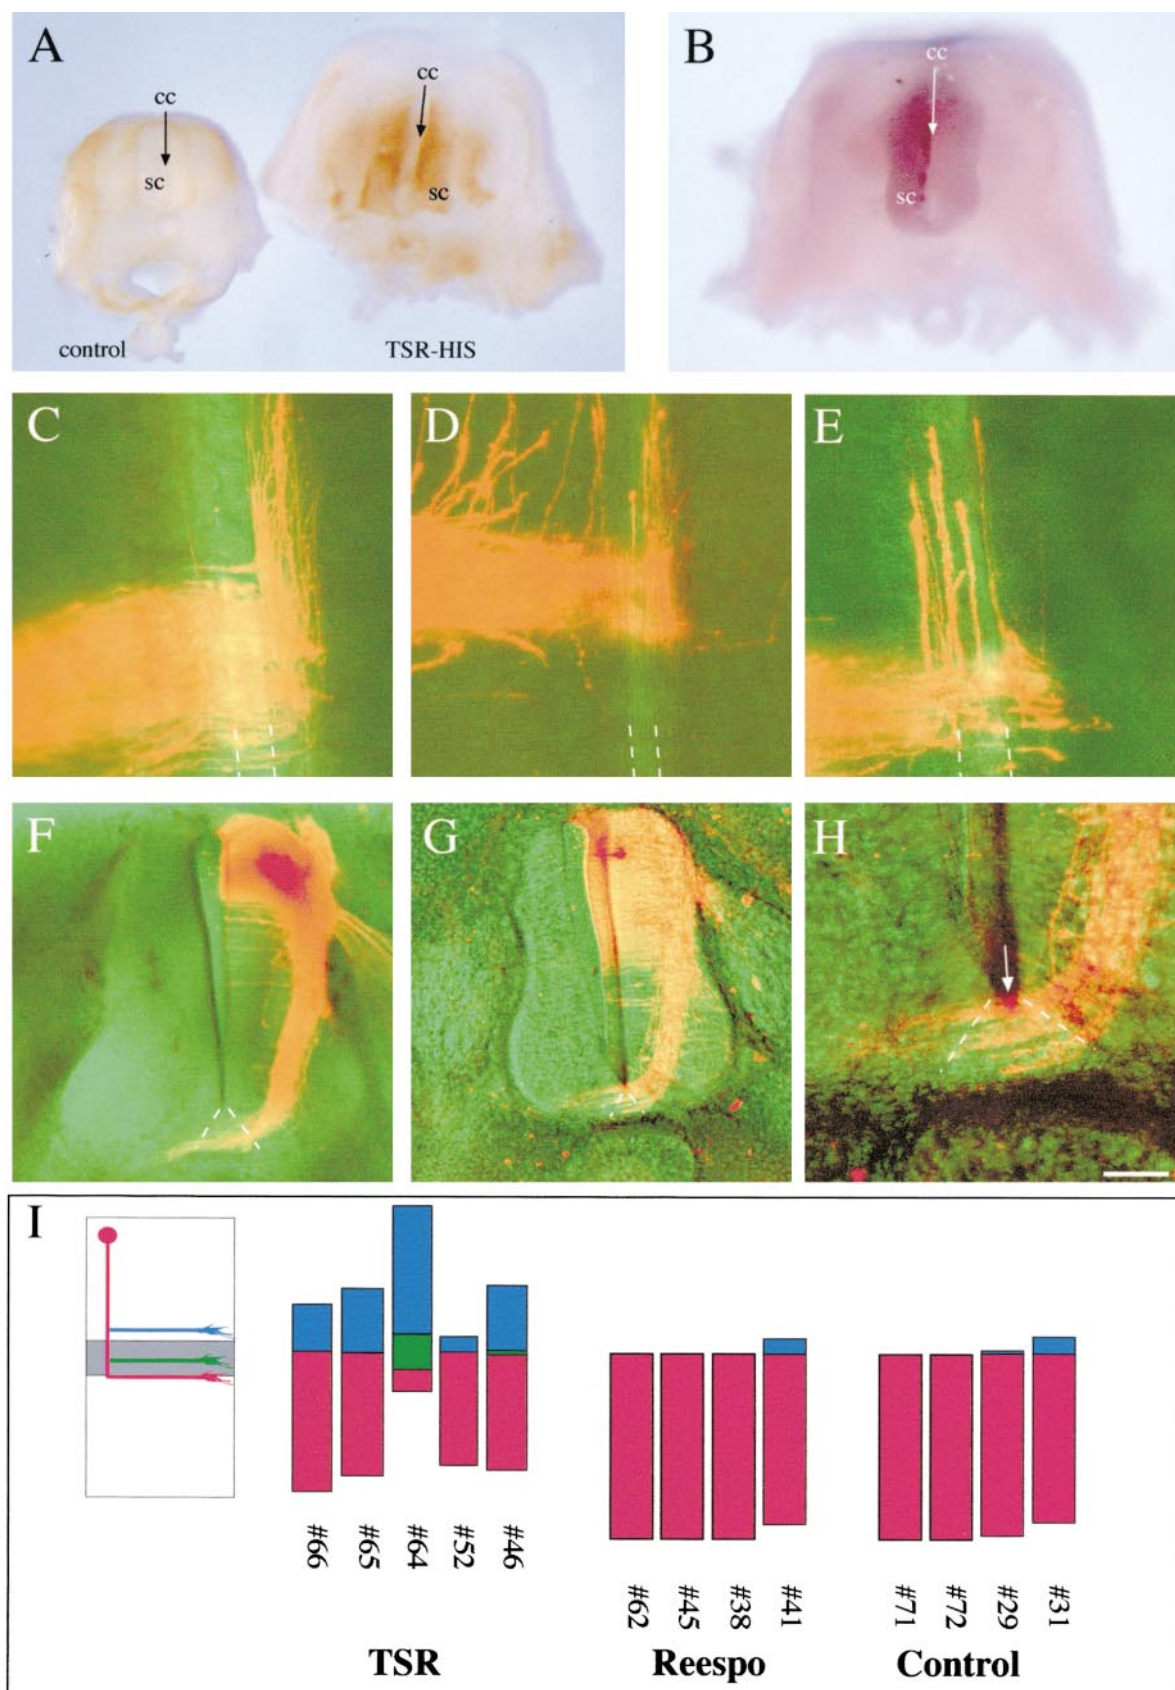 A
cc
sc
control
cc
sc
TSR-HIS
B
cc
sc
C
D
E
F
G
H
I
#66
#65
#64
#52
#46
#62
#45
#38
#41
#71
#72
#29
#31
TSR
Reespo
Control